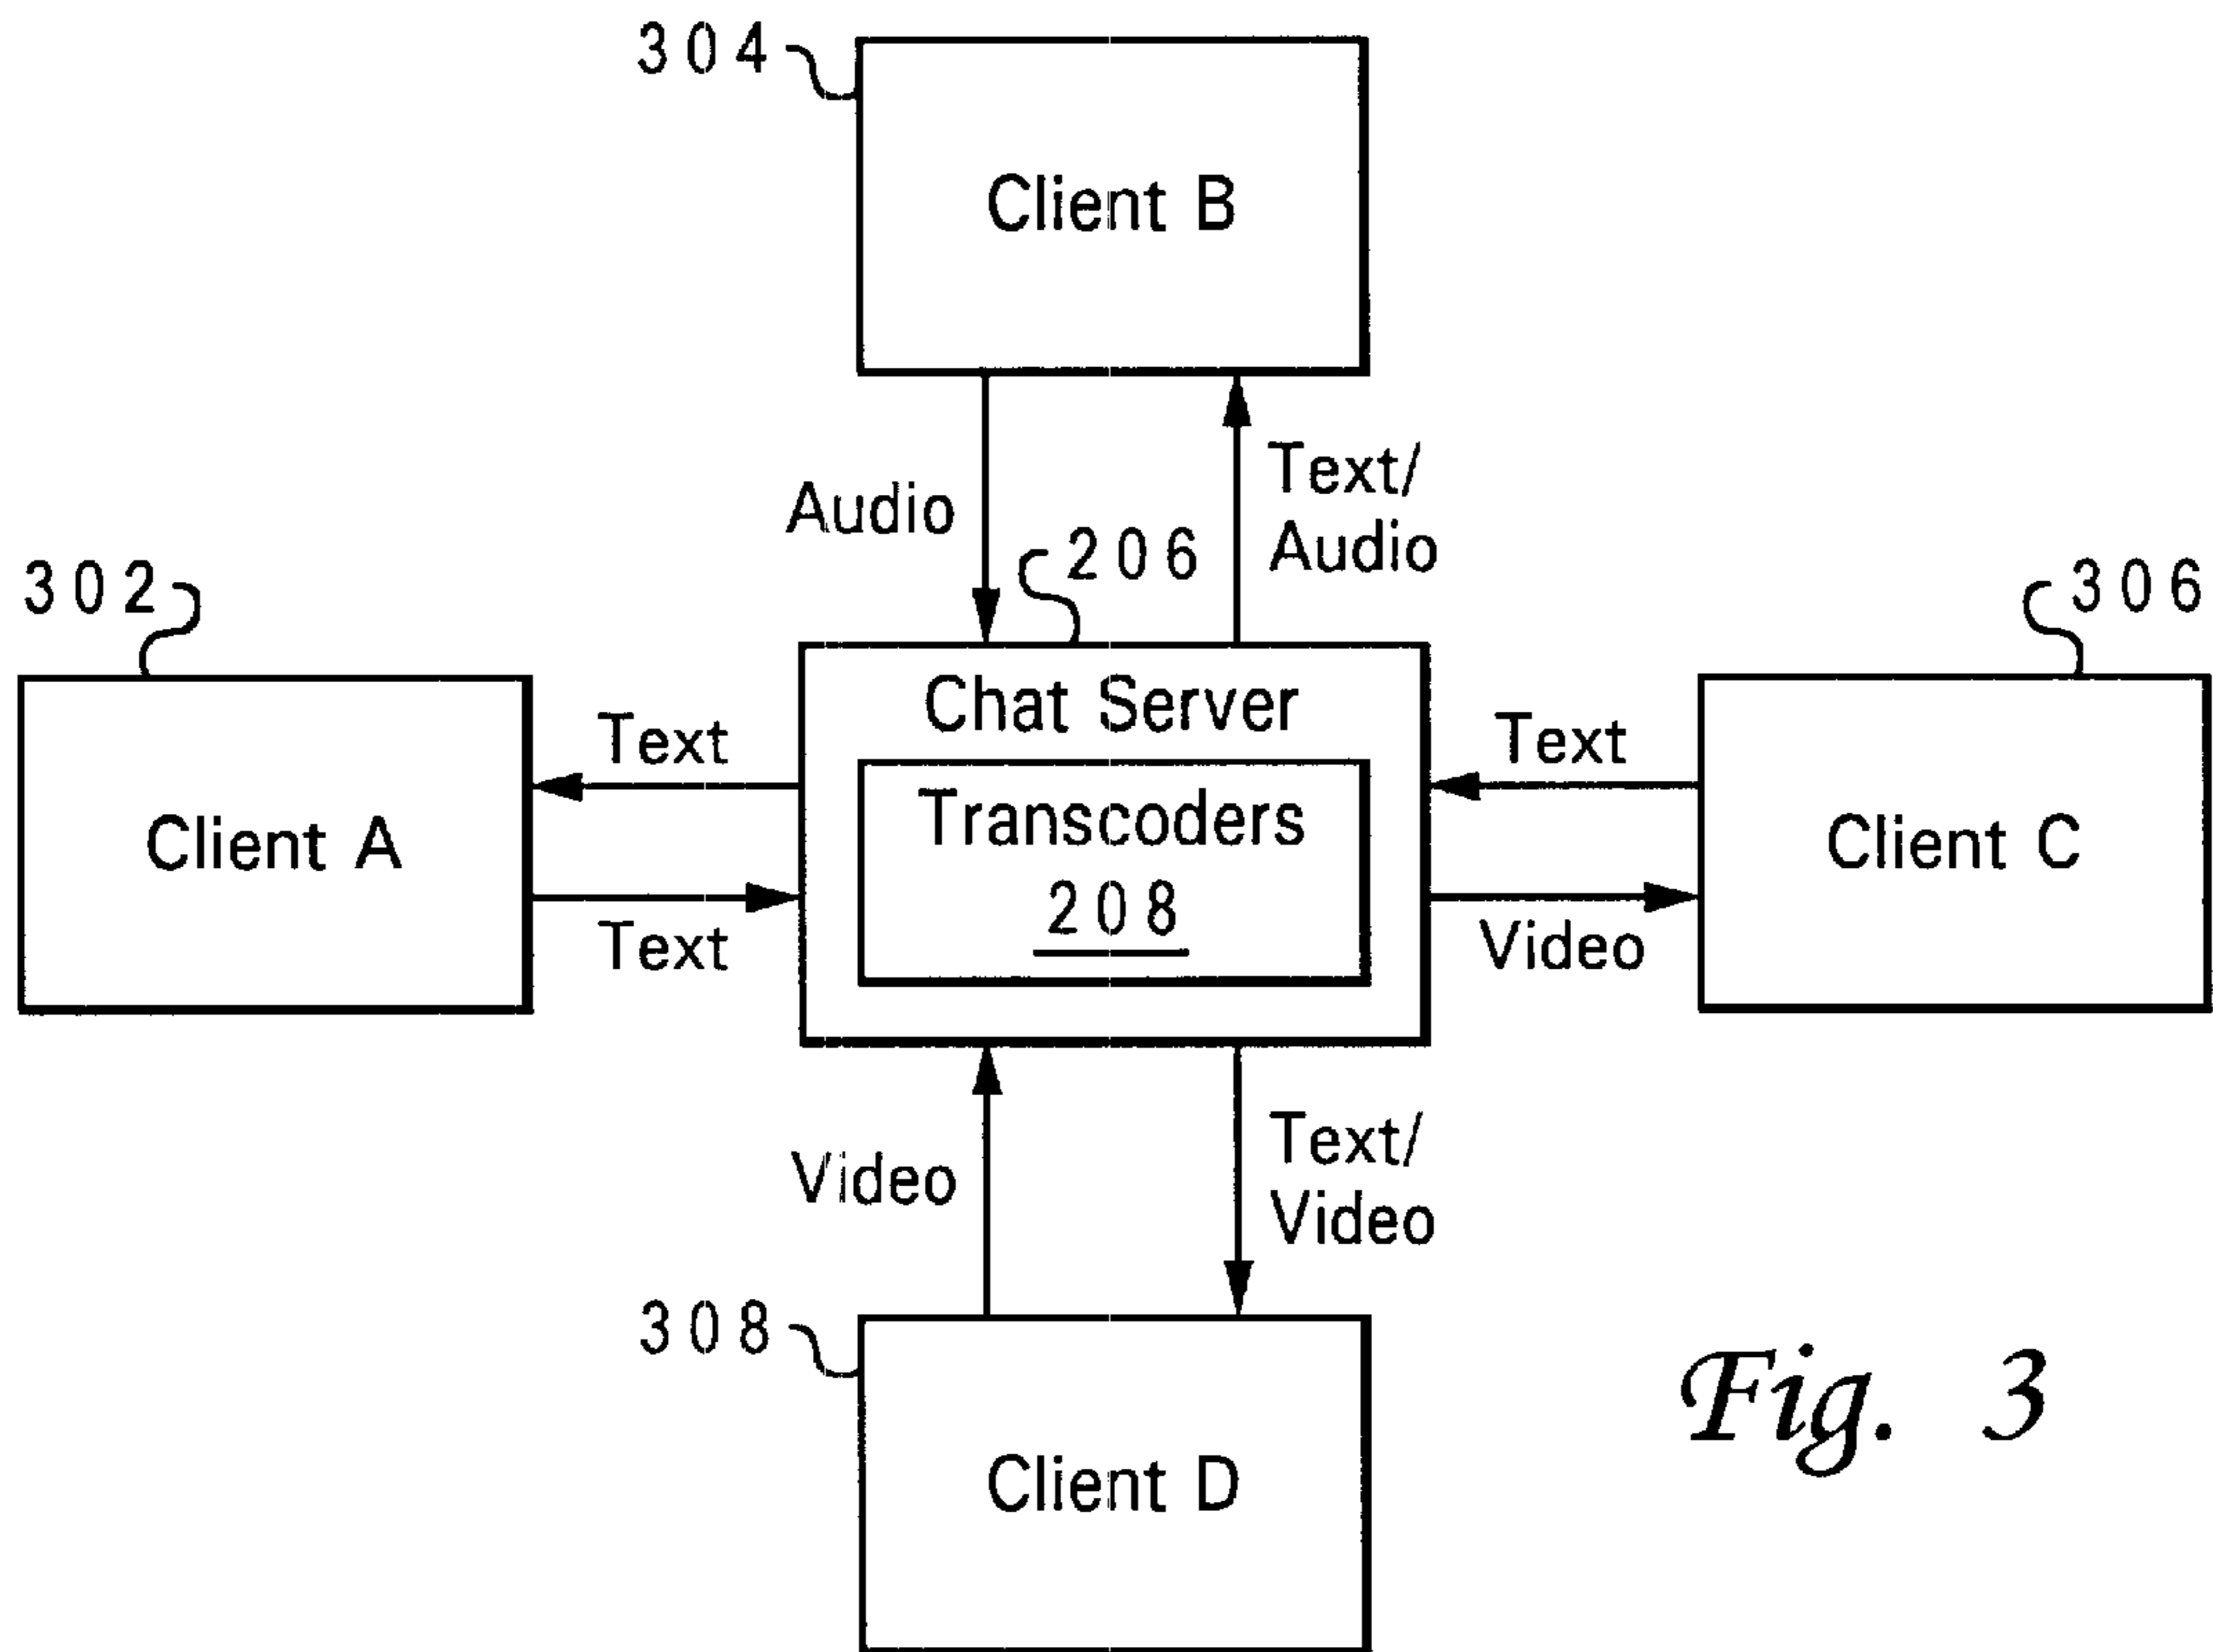 304
Client B
Audio
Text/
Audio
206
302
306
Chat Server
Text
Text
Transcoders
Client A
Client C
208
Text
Video
Video
Text/
Video
308
Client D
Fig. 3